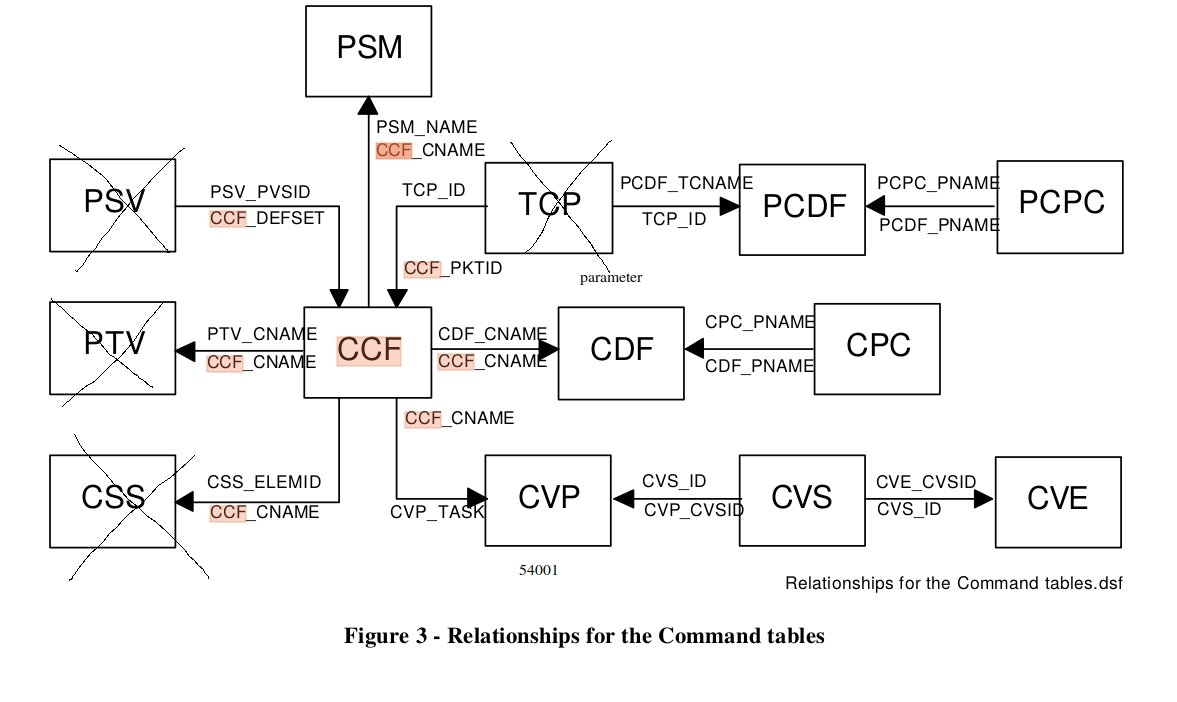 PSM
PSM_NAME
CCF_CNAME
PSV
PSV_PVSID
CCF_DEFSET
TCP_ID
CCF_PKTID
TCP
parameter
PCDF_TCNAME
TCP_ID
PCDF
PCPC_PNAME
PCDF_PNAME
PCPC
PTV
PTV_CNAME
CCF_CNAME
CCF
CDF_CNAME
CCF_CNAME
CDF
CPC_PNAME
CDF_PNAME
CPC
CCF_CNAME
CSS
CSS_ELEMID
CCF_CNAME
CVP_TASK
CVP
54001
CVS_ID
CVP_CVSID
CVS
CVE_CVSID
CVS_ID
CVE
Relationships for the Command tables.dsf
Figure 3 - Relationships for the Command tables